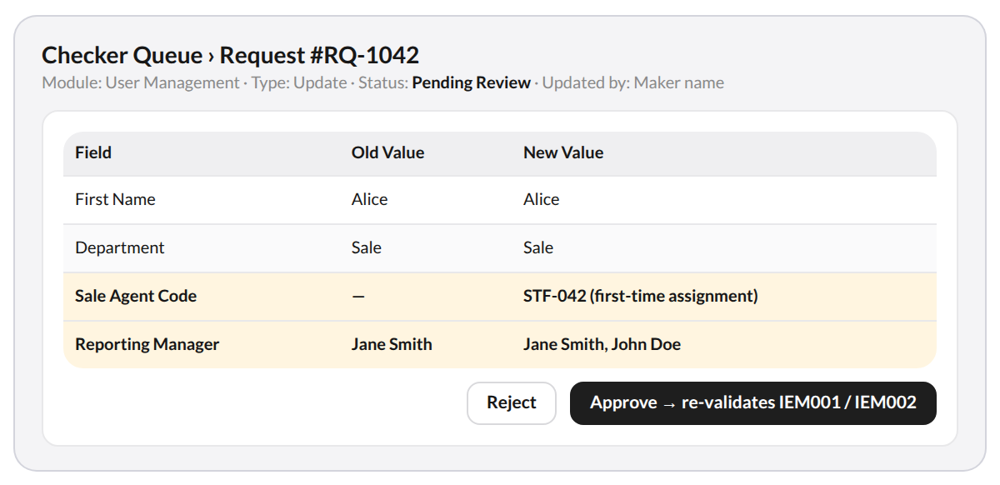 Checker Queue › Request #RQ-1042
Module: User Management · Type: Update · Status: Pending Review · Updated by: Maker name
Field Old Value New Value
First Name Alice Alice
Department Sale Sale
Sale Agent Code — STF-042 (first-time assignment)
Reporting Manager Jane Smith Jane Smith, John Doe
Reject Approve → re-validates IEM001 / IEM002